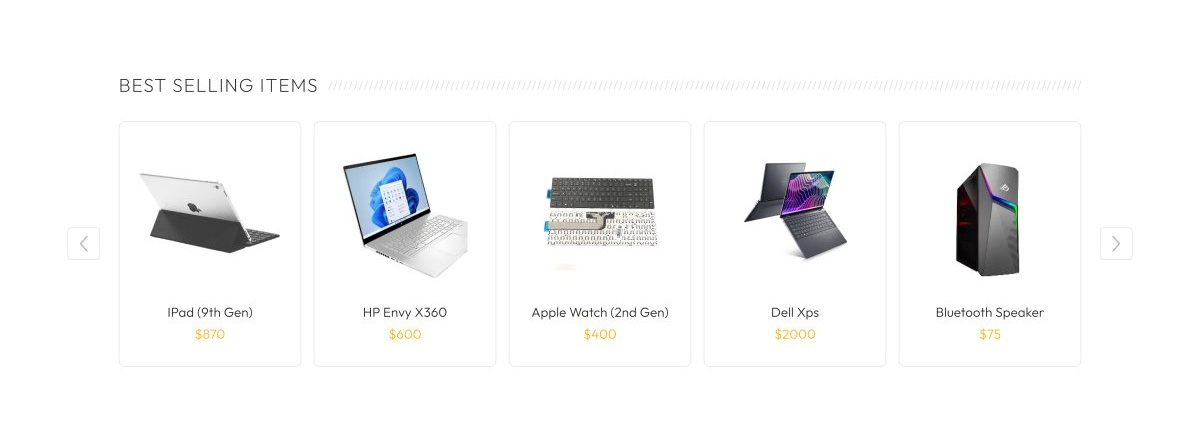 BEST SELLING ITEMS
IPad (9th Gen)
$870
HP Envy X360
$600
Apple Watch (2nd Gen)
$400
Dell Xps
$2000
Bluetooth Speaker
$75